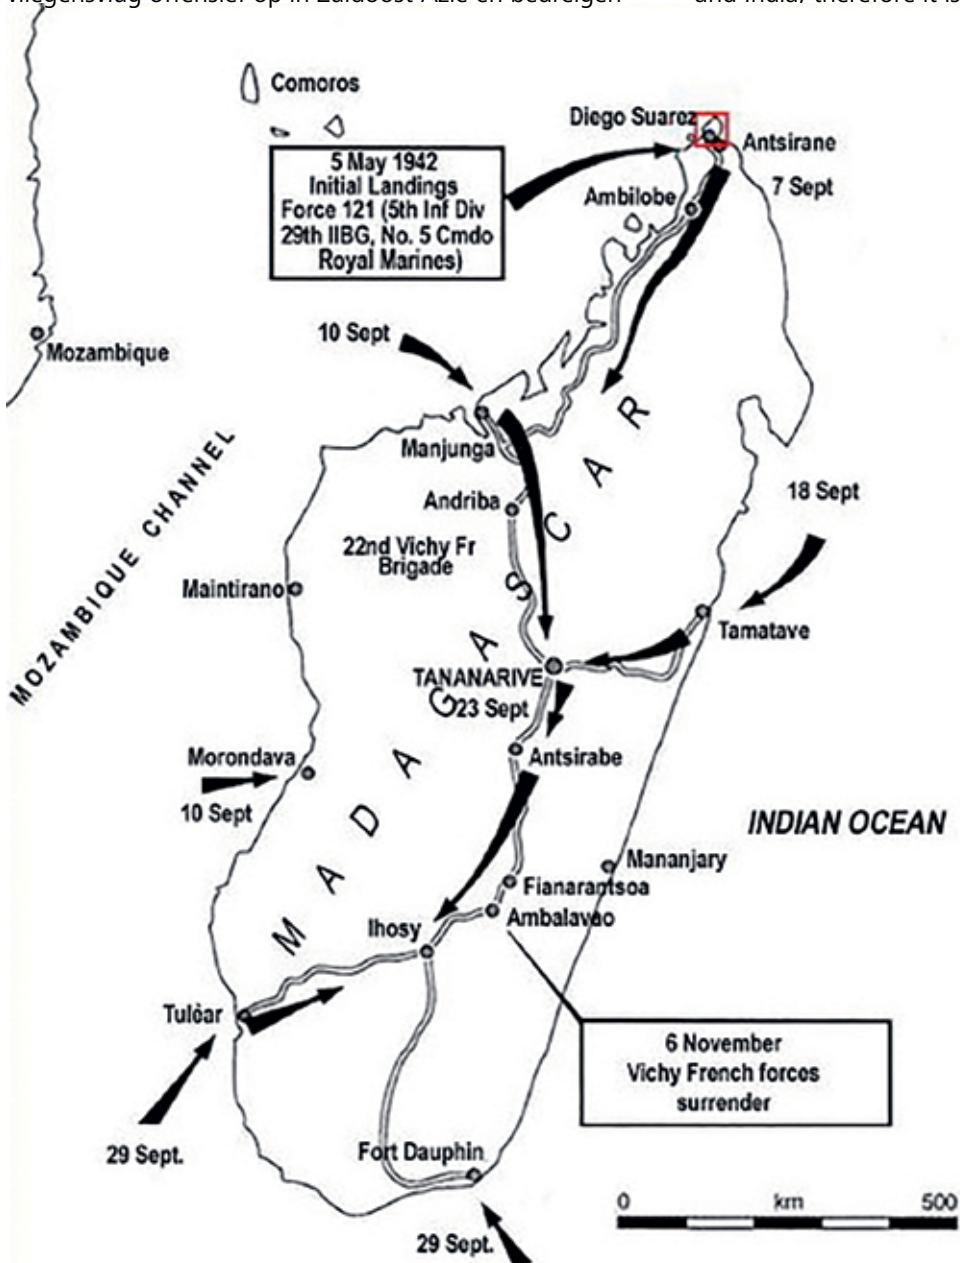 Comoros
Diego Suarez
Antsirane
7 Sept
5 May 1942
Initial Landings
Force 121 (5th Inf Div
29th IIBG, No. 5 Cmdo
Royal Marines)
Ambilobe
10 Sept
Mozambique
Manjunga
MOZAMBIQUE CHANNEL
18 Sept
Andriba
22nd Vichy Fr
Brigade
Maintirano
Tamatave
TANANARIVE
23 Sept
MADAGASCAR
Antsirabe
Morondava
10 Sept
INDIAN OCEAN
Mananjary
Fianarantsoa
Ambalavao
Ihosy
Tulèar
6 November
Vichy French forces
surrender
29 Sept.
Fort Dauphin
29 Sept.
0 km 500